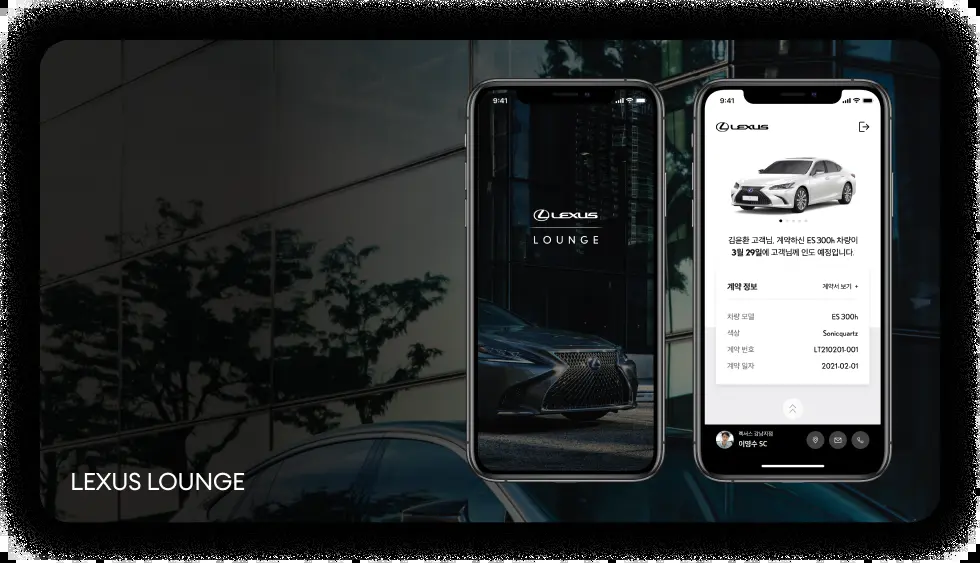 9:41
LEXUS
LOUNGE
9:41
LEXUS
김윤환 고객님, 계약하신 ES 300h 차량이
3월 29일에 고객님께 인도 예정입니다.
계약 정보 계약서 보기 +
차량 모델 ES 300h
색상 Sonicquartz
계약 번호 LT210201-001
계약 일자 2021-02-01
렉서스 강남지점
이영수 SC
LEXUS LOUNGE